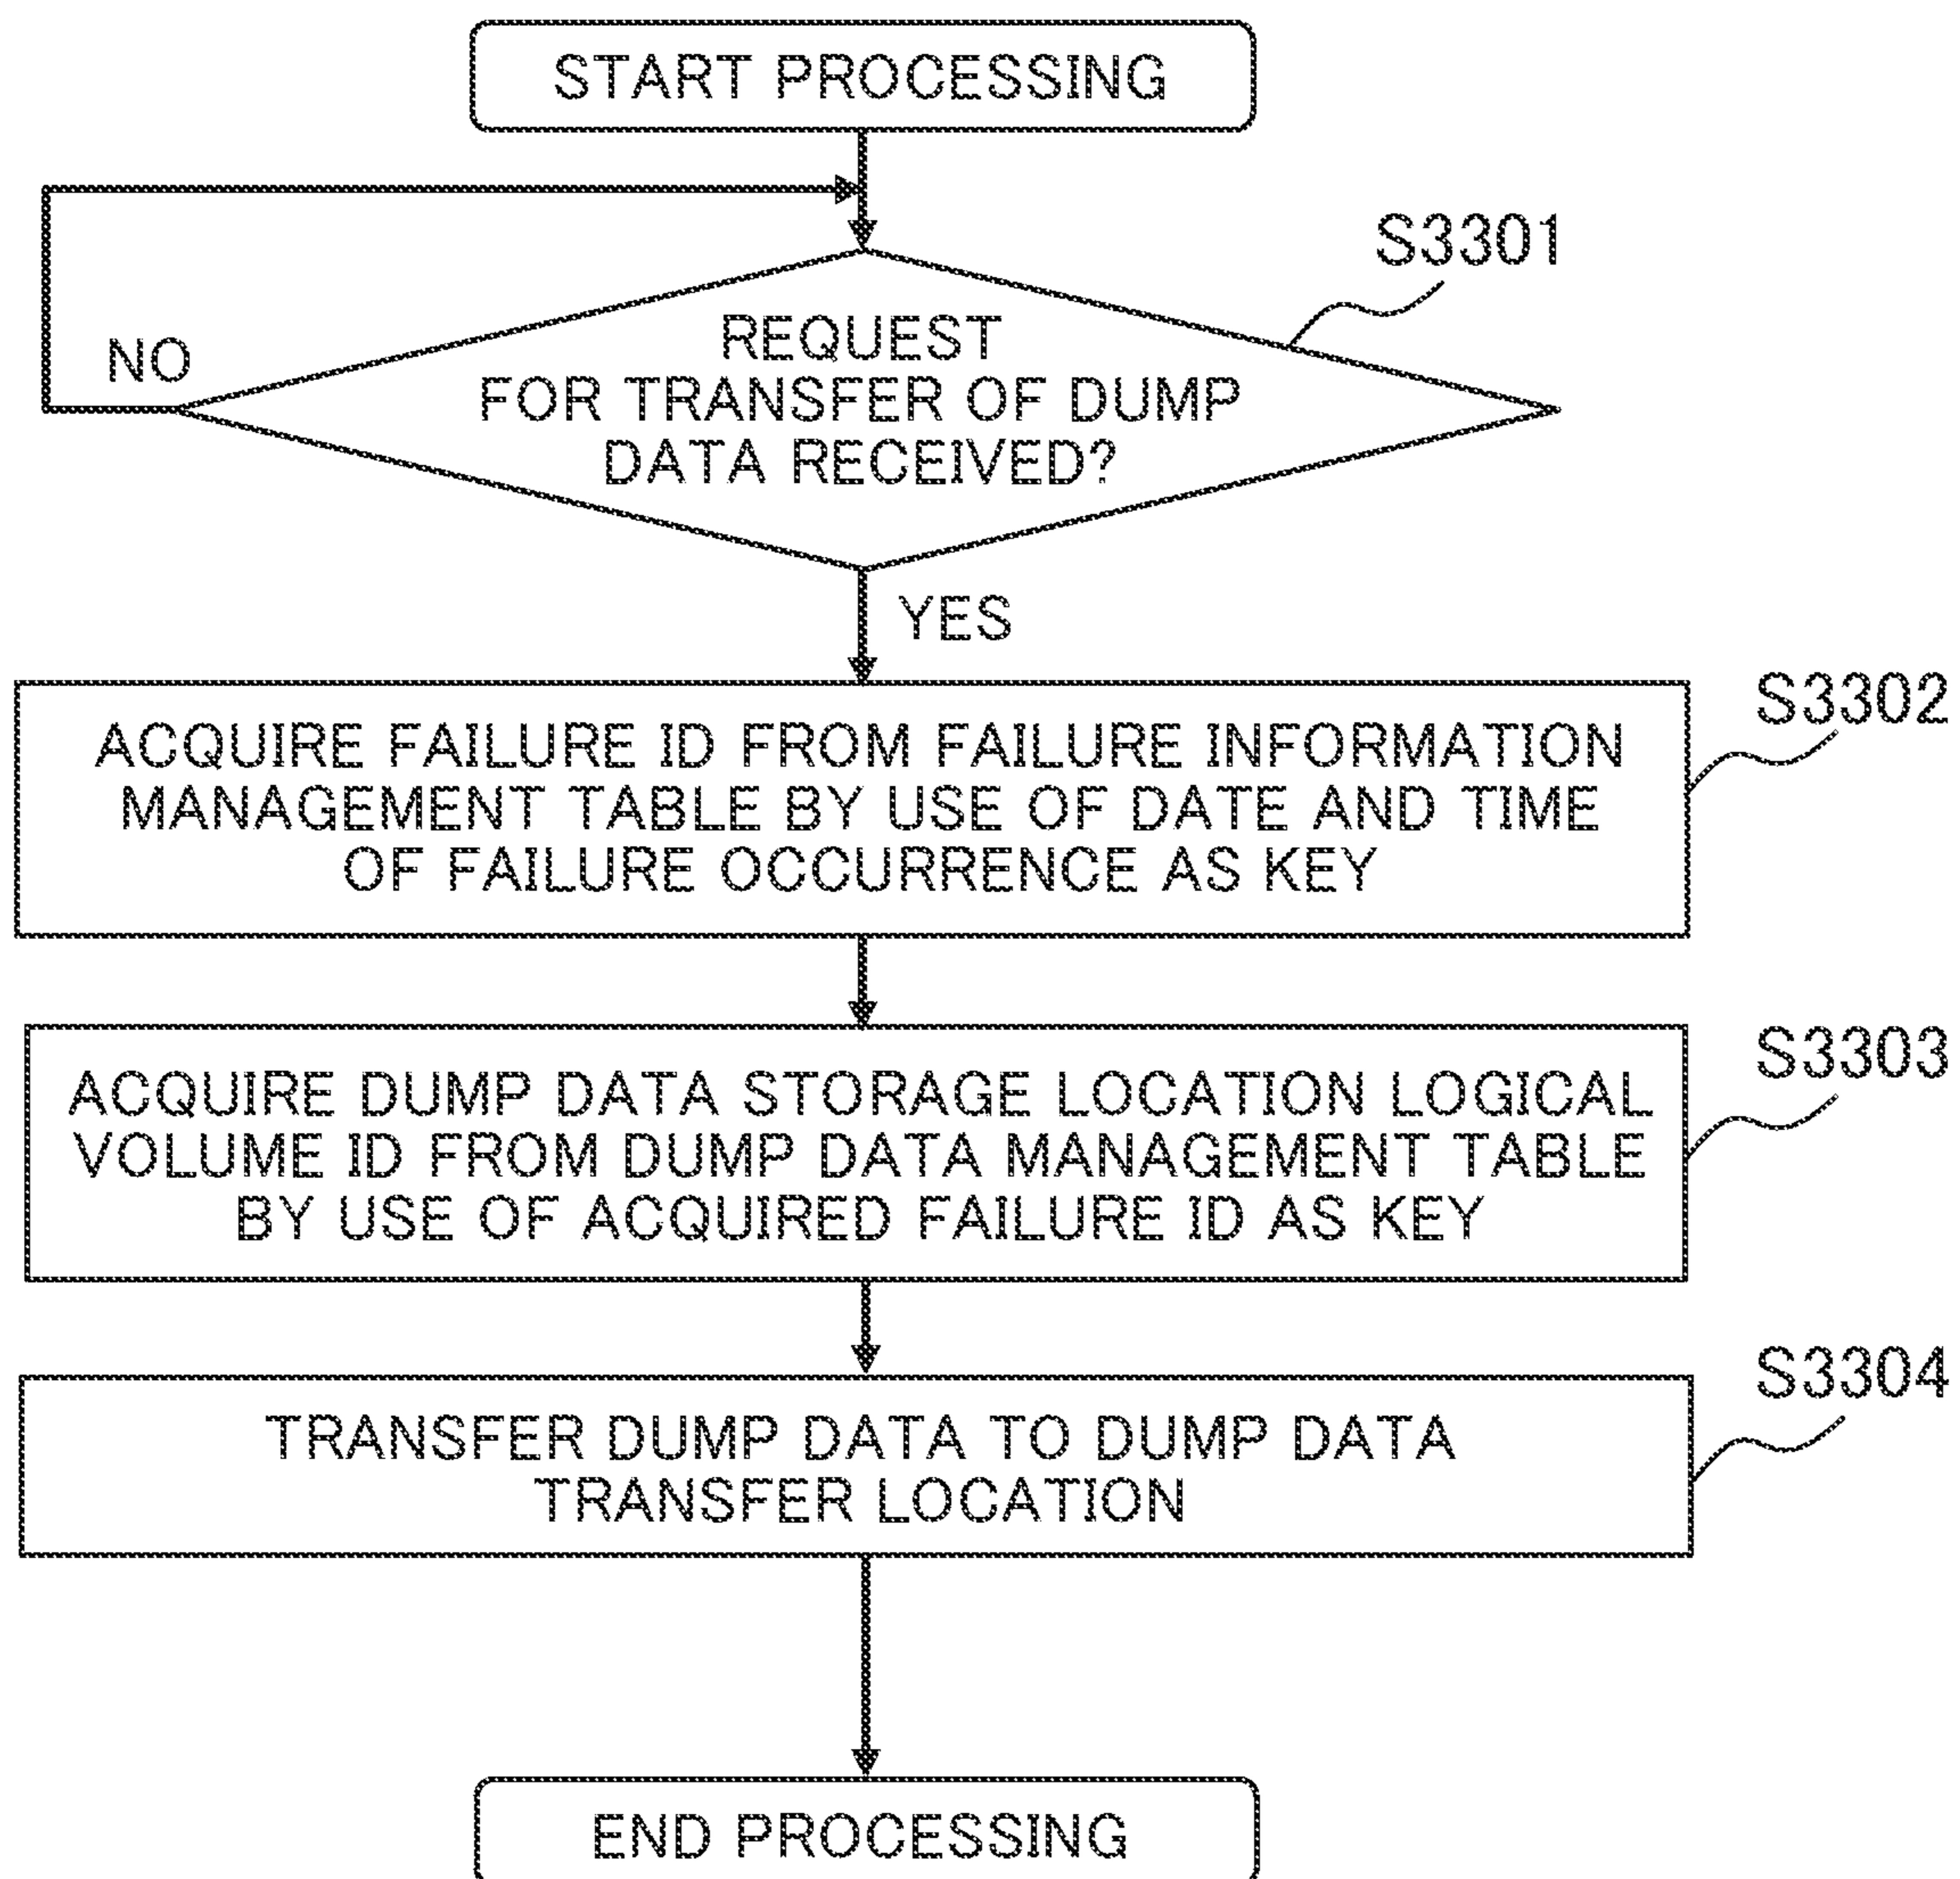 START PROCESSING
S3301
NO
REQUEST
FOR TRANSFER OF DUMP
DATA RECEIVED?
YES
S3302
ACQUIRE FAILURE ID FROM FAILURE INFORMATION
MANAGEMENT TABLE BY USE OF DATE AND TIME
OF FAILURE OCCURRENCE AS KEY
S3303
ACQUIRE DUMP DATA STORAGE LOCATION LOGICAL
VOLUME ID FROM DUMP DATA MANAGEMENT TABLE
BY USE OF ACQUIRED FAILURE ID AS KEY
S3304
TRANSFER DUMP DATA TO DUMP DATA
TRANSFER LOCATION
END PROCESSING